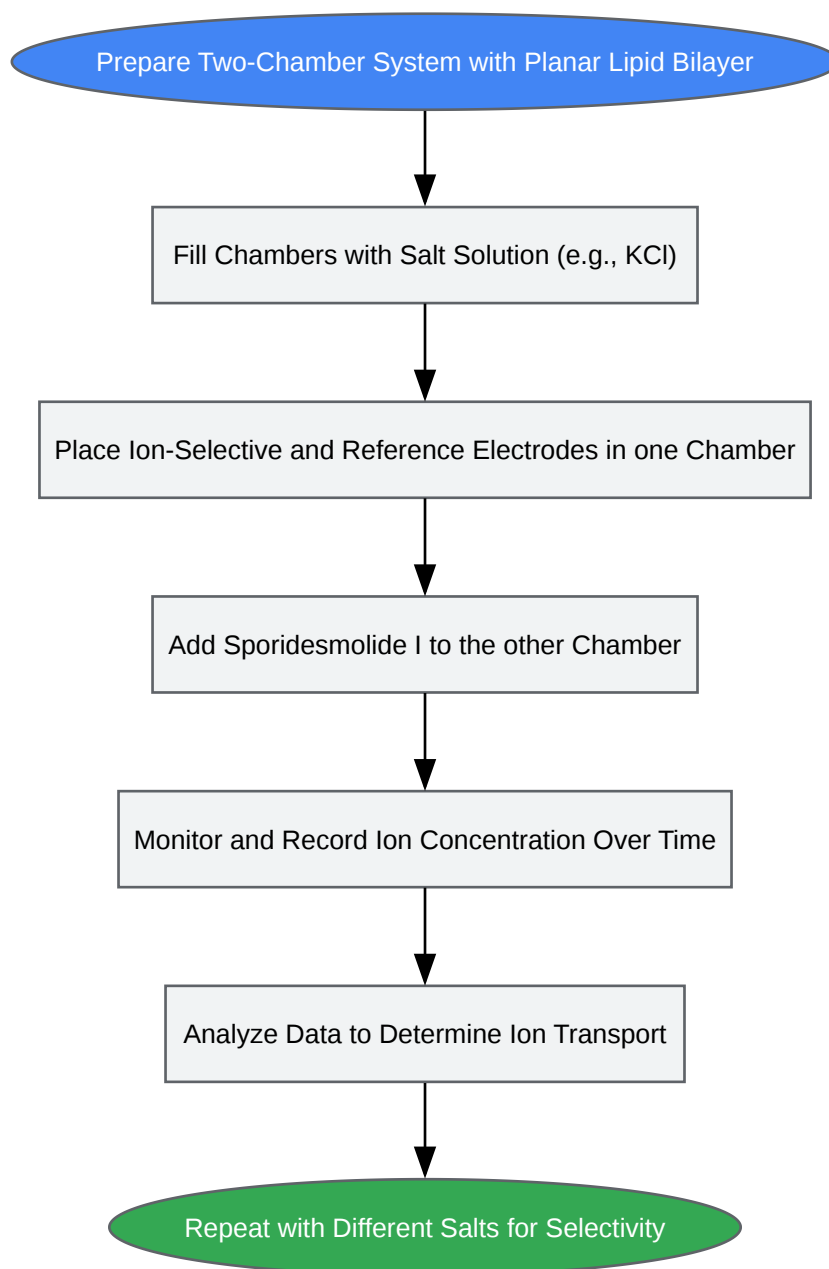 Prepare Two-Chamber System with Planar Lipid Bilayer
Fill Chambers with Salt Solution (e.g., KCl)
Place Ion-Selective and Reference Electrodes in one Chamber
Add Sporidesmolide I to the other Chamber
Monitor and Record Ion Concentration Over Time
Analyze Data to Determine Ion Transport
Repeat with Different Salts for Selectivity